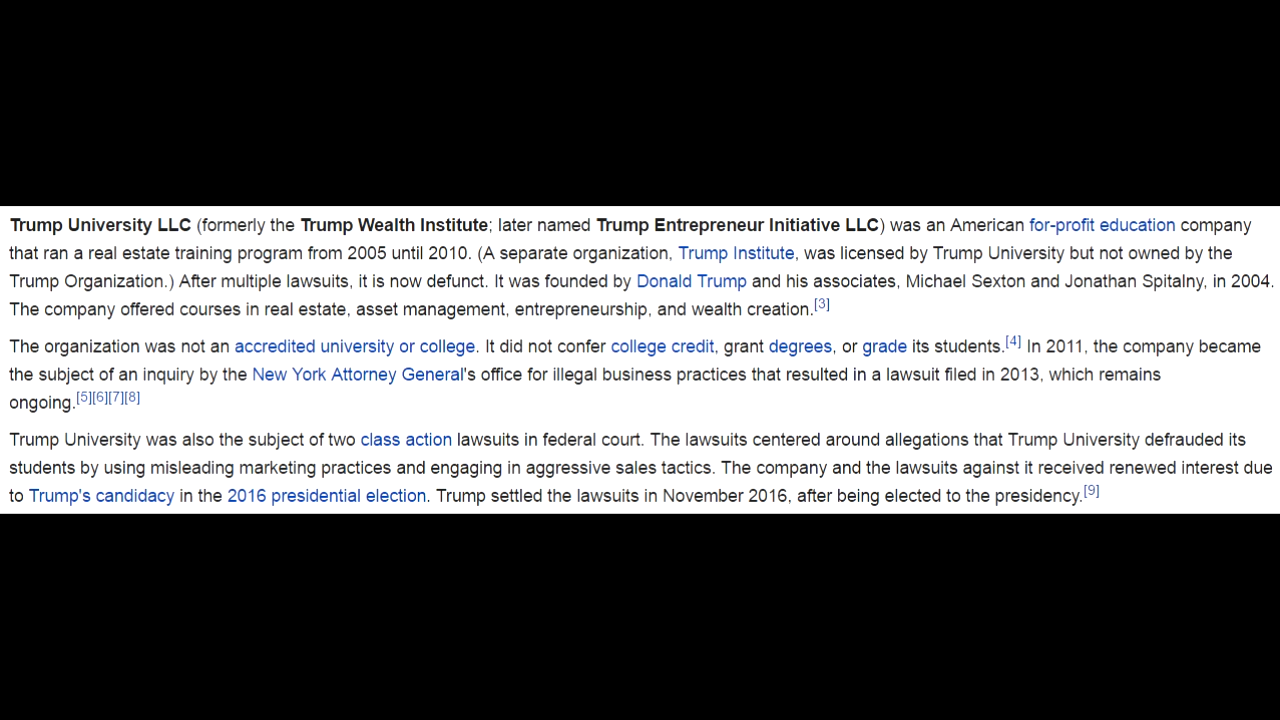 Trump University LLC (formerly the Trump Wealth Institute; later named Trump Entrepreneur Initiative LLC) was an American for-profit education company
that ran a real estate training program from 2005 until 2010. (A separate organization, Trump Institute, was licensed by Trump University but not owned by the
Trump Organization.) After multiple lawsuits, it is now defunct. It was founded by Donald Trump and his associates, Michael Sexton and Jonathan Spitalny, in 2004.
The company offered courses in real estate, asset management, entrepreneurship, and wealth creation.[3]
The organization was not an accredited university or college. It did not confer college credit, grant degrees, or grade its students.[4] In 2011, the company became
the subject of an inquiry by the New York Attorney General's office for illegal business practices that resulted in a lawsuit filed in 2013, which remains
ongoing.[5][6][7][8]
Trump University was also the subject of two class action lawsuits in federal court. The lawsuits centered around allegations that Trump University defrauded its
students by using misleading marketing practices and engaging in aggressive sales tactics. The company and the lawsuits against it received renewed interest due
to Trump's candidacy in the 2016 presidential election. Trump settled the lawsuits in November 2016, after being elected to the presidency.[9]